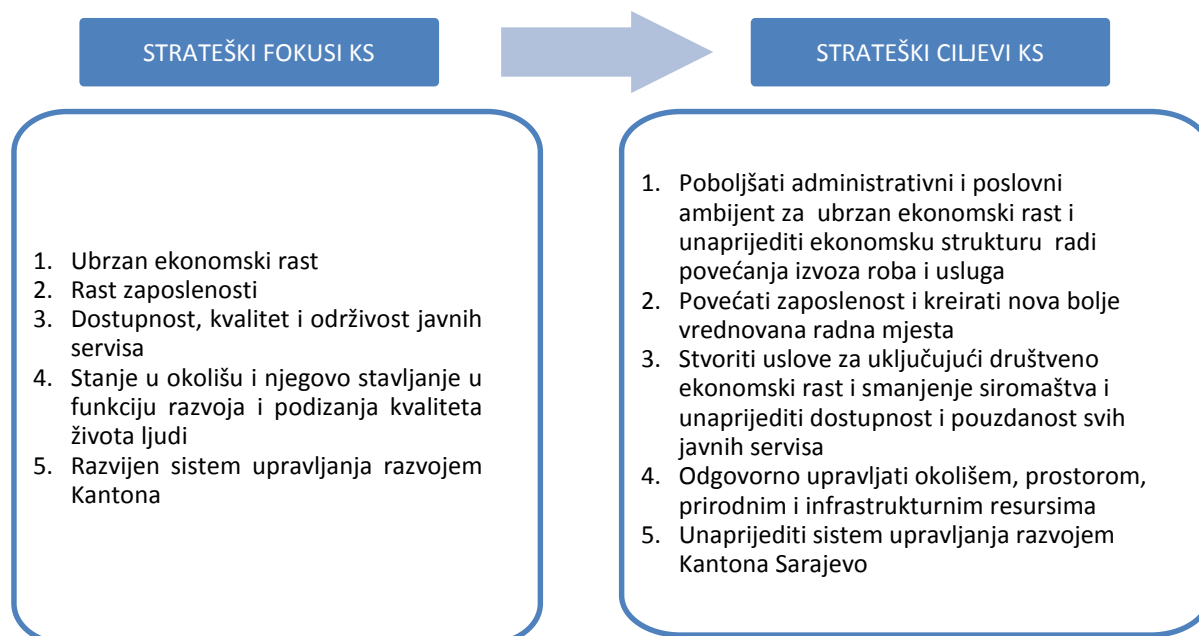 STRATEŠKI FOKUSI KS
1. Ubrzan ekonomski rast
2. Rast zaposlenosti
3. Dostupnost, kvalitet i održivost javnih
servisa
4. Stanje u okolišu i njegovo stavljanje u
funkciju razvoja i podizanja kvaliteta
života ljudi
5. Razvijen sistem upravljanja razvojem
Kantona
STRATEŠKI CILJEVI KS
1. Poboljšati administrativni i poslovni
ambijent za ubrzan ekonomski rast i
unaprijediti ekonomsku strukturu radi
povećanja izvoza roba i usluga
2. Povećati zaposlenost i kreirati nova bolje
vrednovana radna mjesta
3. Stvoriti uslove za uključujući društveno
ekonomski rast i smanjenje siromaštva i
unaprijediti dostupnost i pouzdanost svih
javnih servisa
4. Odgovorno upravljati okolišem, prostorom,
prirodnim i infrastrukturnim resursima
5. Unaprijediti sistem upravljanja razvojem
Kantona Sarajevo